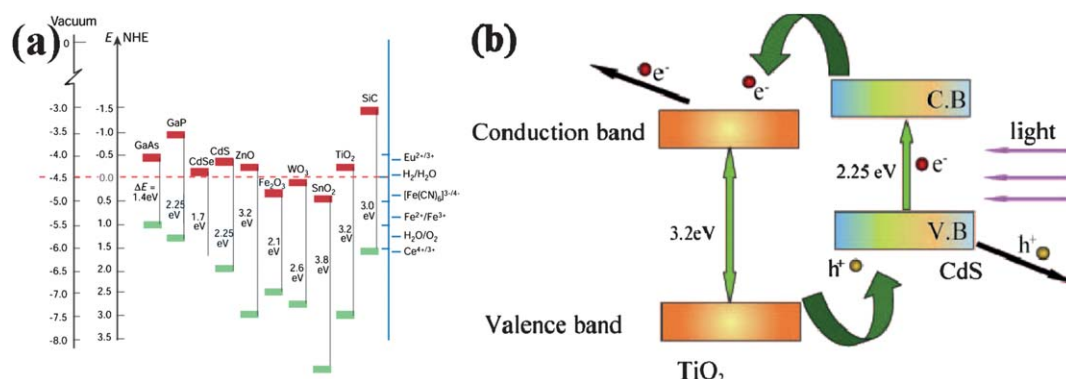 (a)
Vacuum
E NHE
0
-3.0
-3.5
-4.0
-4.5
-5.0
-5.5
-6.0
-6.5
-7.0
-7.5
-8.0
-1.5
-1.0
-0.5
0.0
0.5
1.0
1.5
2.0
2.5
3.0
3.5
GaAs
ΔE =
1.4eV
GaP
2.25
eV
CdSe
1.7
eV
CdS
2.25
eV
ZnO
3.2
eV
Fe2O3
2.1
eV
WO3
2.6
eV
SnO2
3.8
eV
TiO2
3.2
eV
SiC
3.0
eV
Eu2+/3+
H2/H2O
[Fe(CN)6]3-/4-
Fe2+/Fe3+
H2O/O2
Ce4+/3+
(b)
e-
e-
C.B
Conduction band
light
2.25 eV
e-
3.2eV
V.B
h+
CdS
h+
Valence band
TiO2